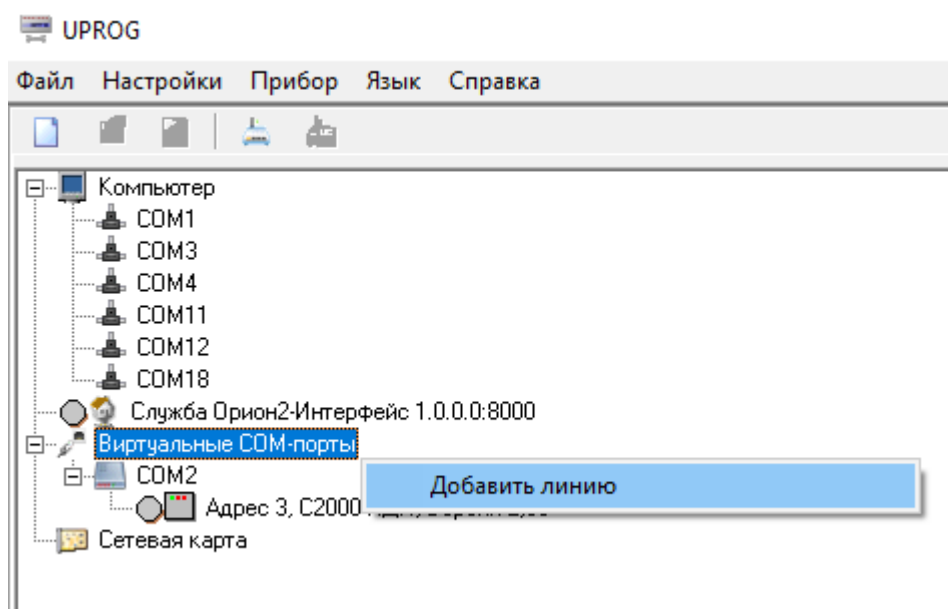 UPROG
Файл Настройки Прибор Язык Справка
Компьютер
COM1
COM3
COM4
COM11
COM12
COM18
Служба Орион2-Интерфейс 1.0.0.0:8000
Виртуальные COM-порты
COM2
Добавить линию
Адрес 3, С2000
Сетевая карта